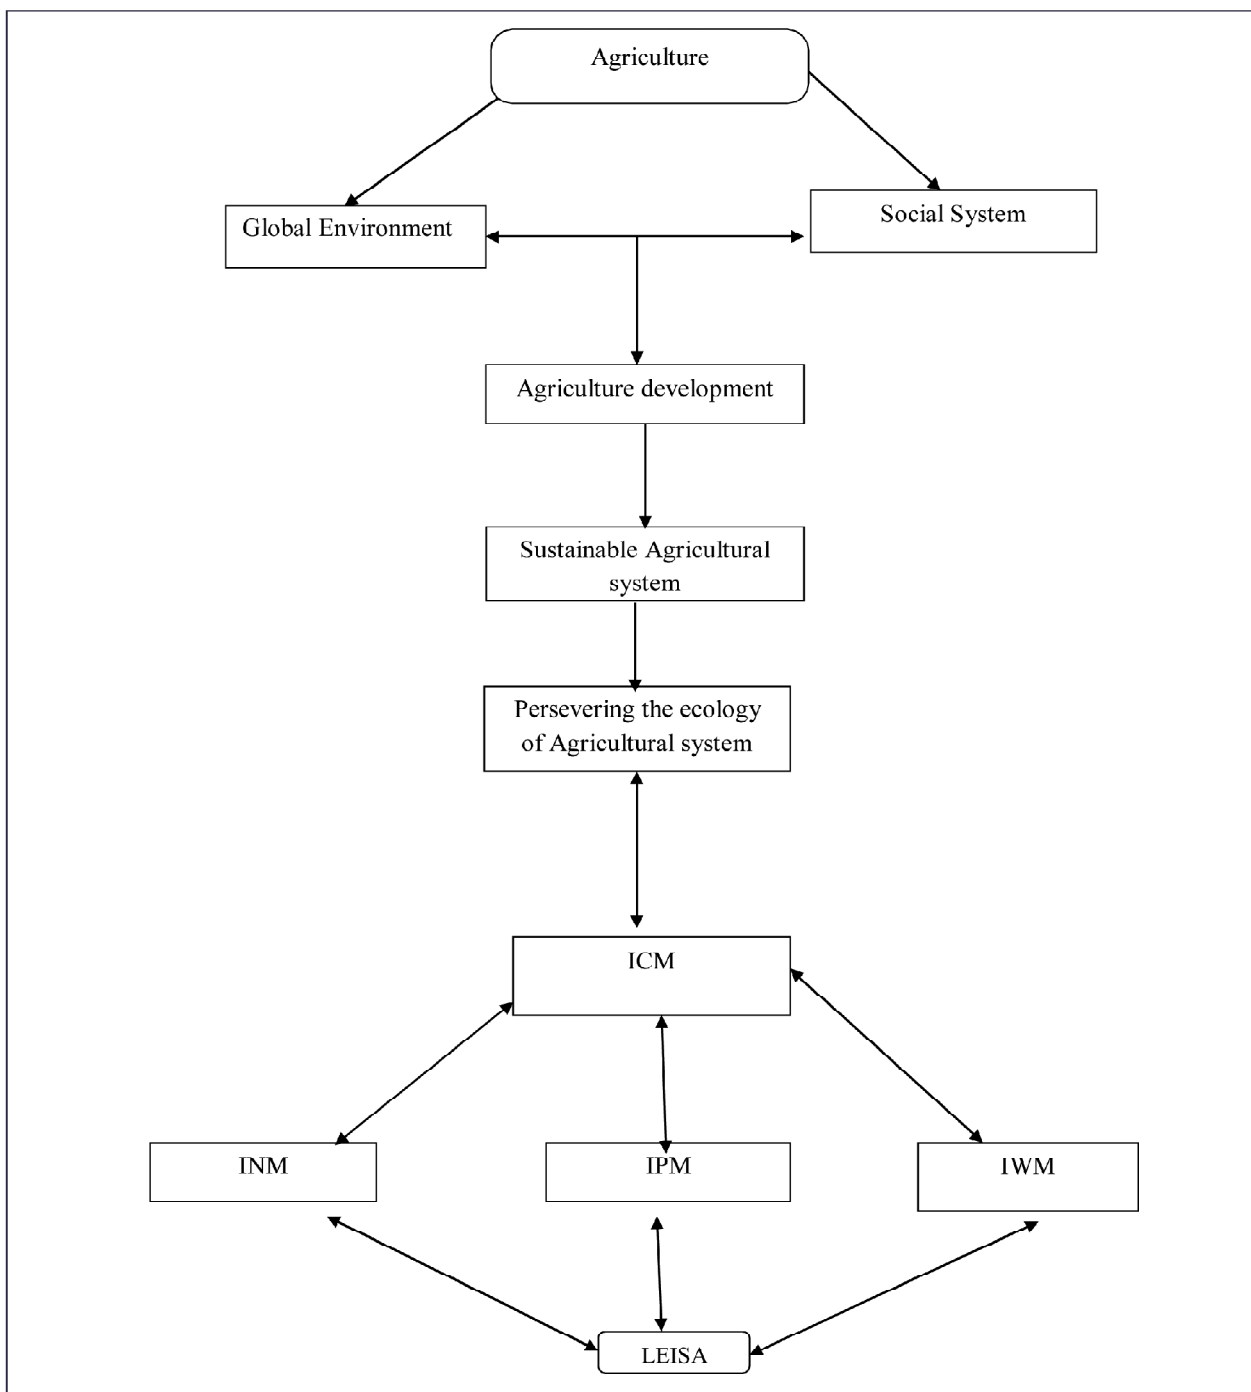 Agriculture
Global Environment
Social System
Agriculture development
Sustainable Agricultural
system
Persevering the ecology
of Agricultural system
ICM
INM
IPM
IWM
LEISA